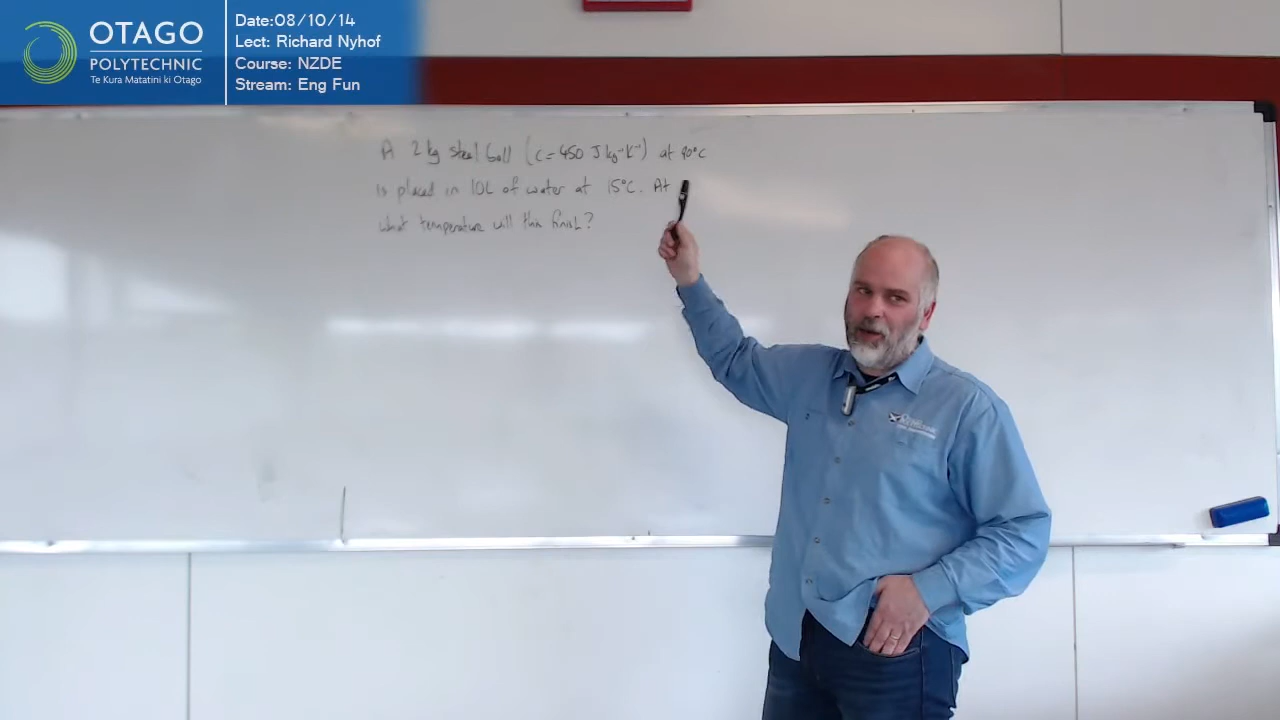 OTAGO
POLYTECHNIC
Te Kura Matatini ki Otago
Date:08/10/14
Lect: Richard Nyhof
Course: NZDE
Stream: Eng Fun
A 2kg steel ball (c= 450 J kg⁻¹K⁻¹) at 90°C
is placed in 10L of water at 15°C. At
what temperature will this finish?